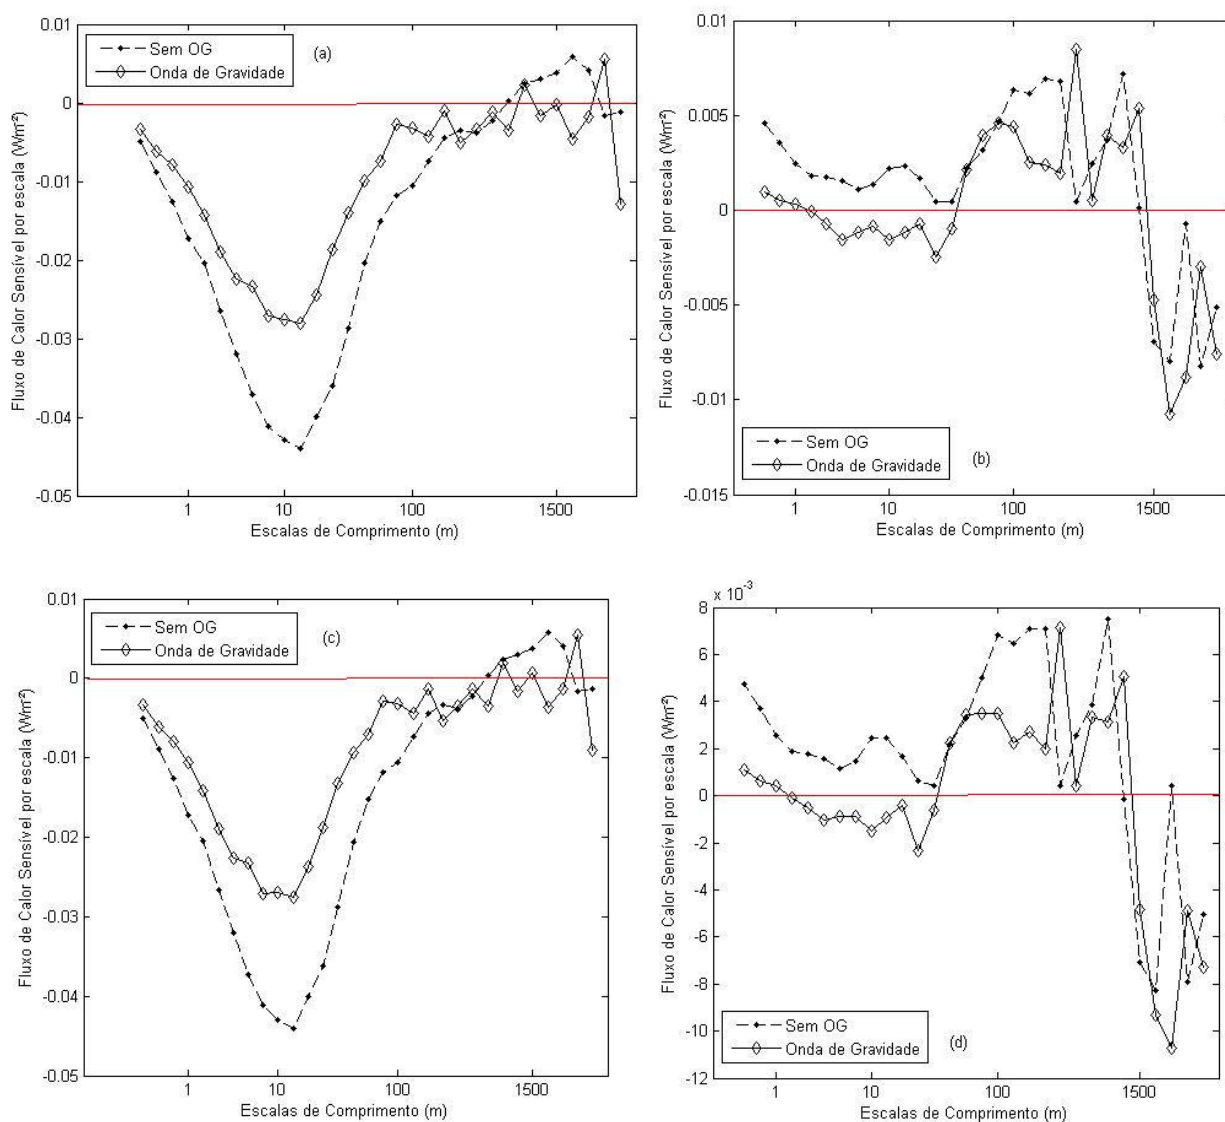 0.01
0
-0.01
-0.02
-0.03
-0.04
-0.05
Fluxo de Calor Sensível por escala (Wm²)
Sem OG
Onda de Gravidade
(a)
1
10
100
1500
Escalas de Comprimento (m)
0.01
0.005
0
-0.005
-0.01
-0.015
Fluxo de Calor Sensível por escala (Wm²)
Sem OG
Onda de Gravidade
(b)
1
10
100
1500
Escalas de Comprimento (m)
0.01
0
-0.01
-0.02
-0.03
-0.04
-0.05
Fluxo de Calor Sensível por escala (Wm²)
Sem OG
Onda de Gravidade
(c)
1
10
100
1500
Escalas de Comprimento (m)
x 10⁻³
8
6
4
2
0
-2
-4
-6
-8
-10
-12
Fluxo de Calor Sensível por escala (Wm²)
Sem OG
Onda de Gravidade
(d)
1
10
100
1500
Escalas de Comprimento (m)